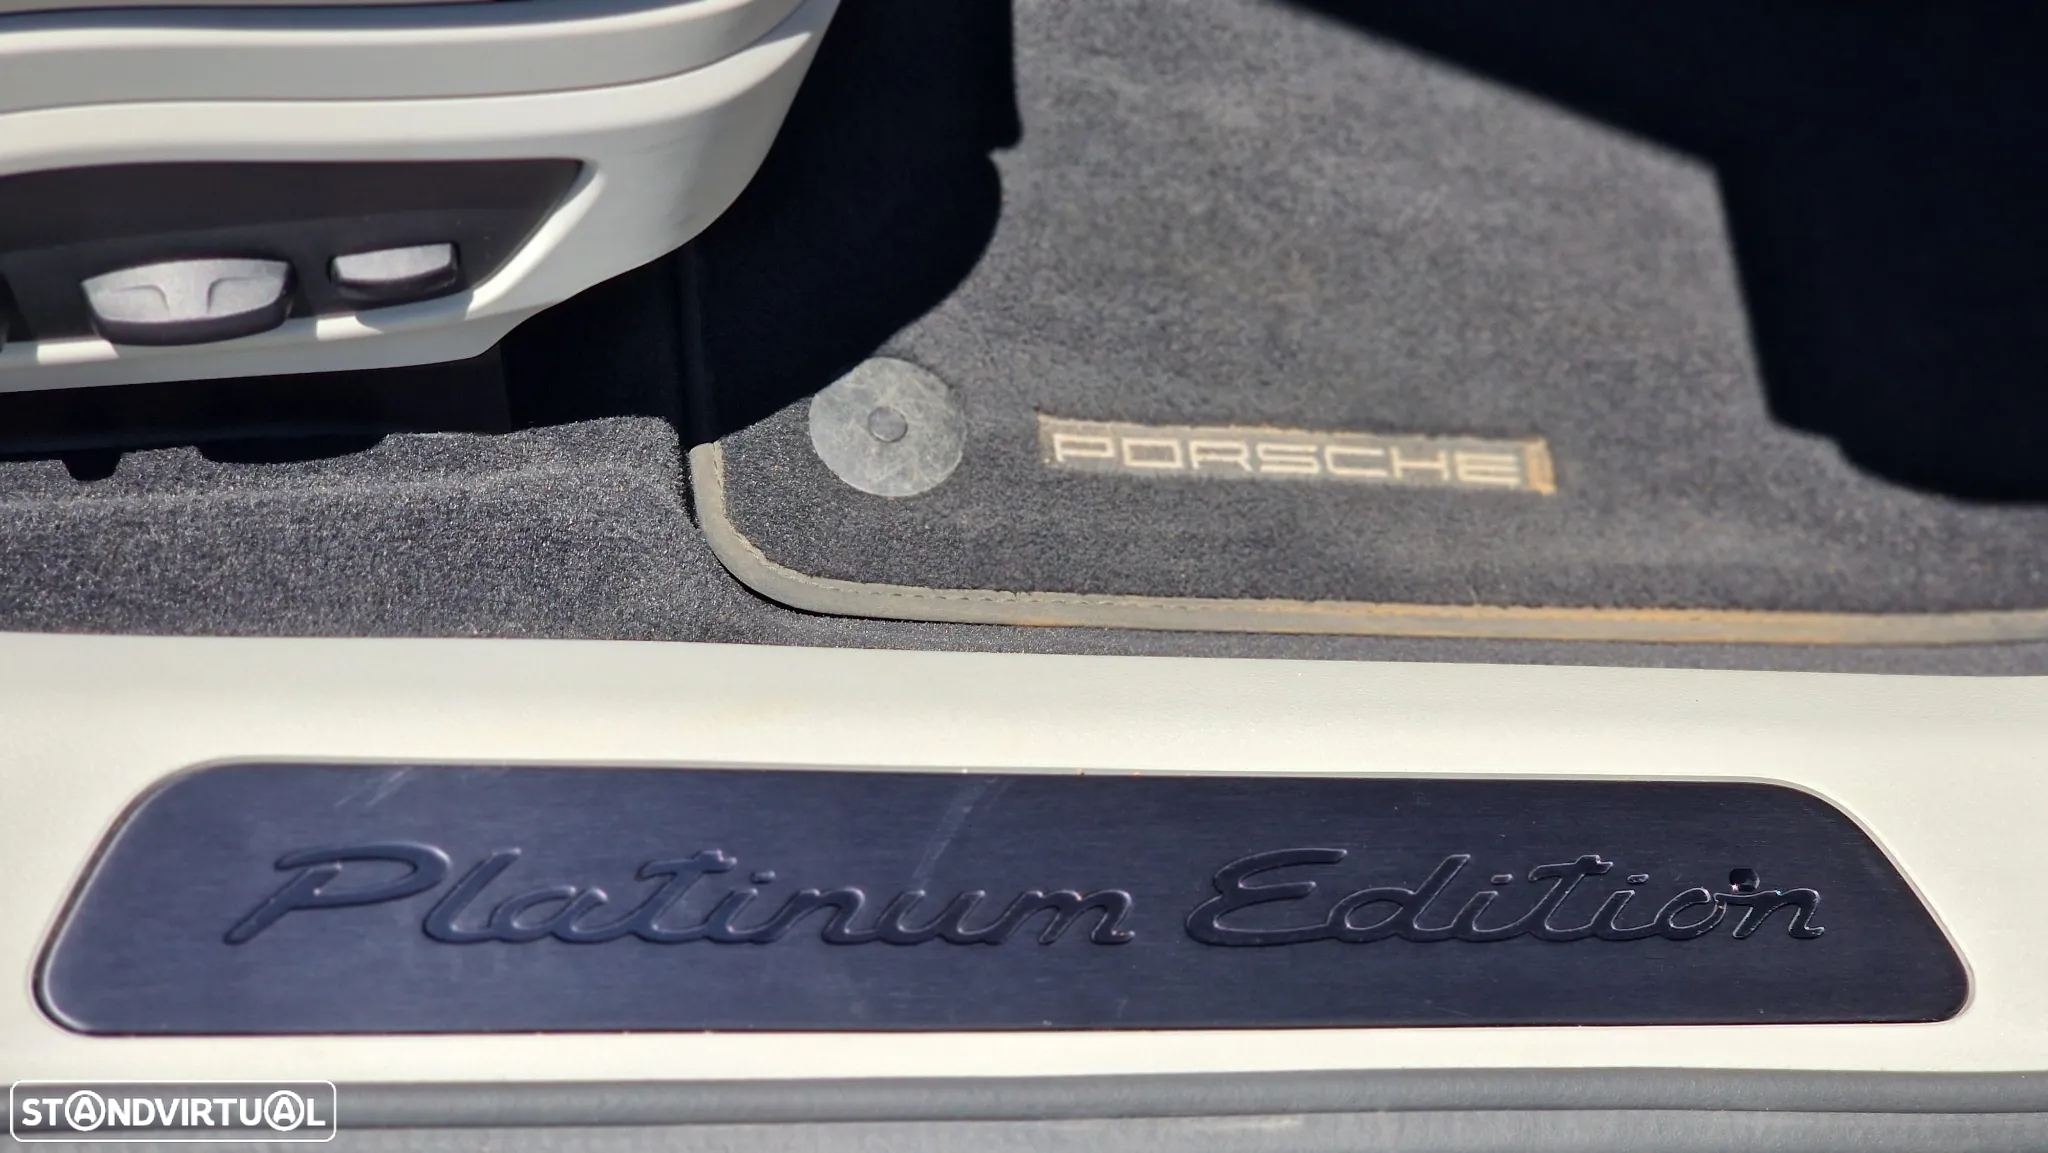 PORSCHE
Platinum Edition
STANDVIRTUAL